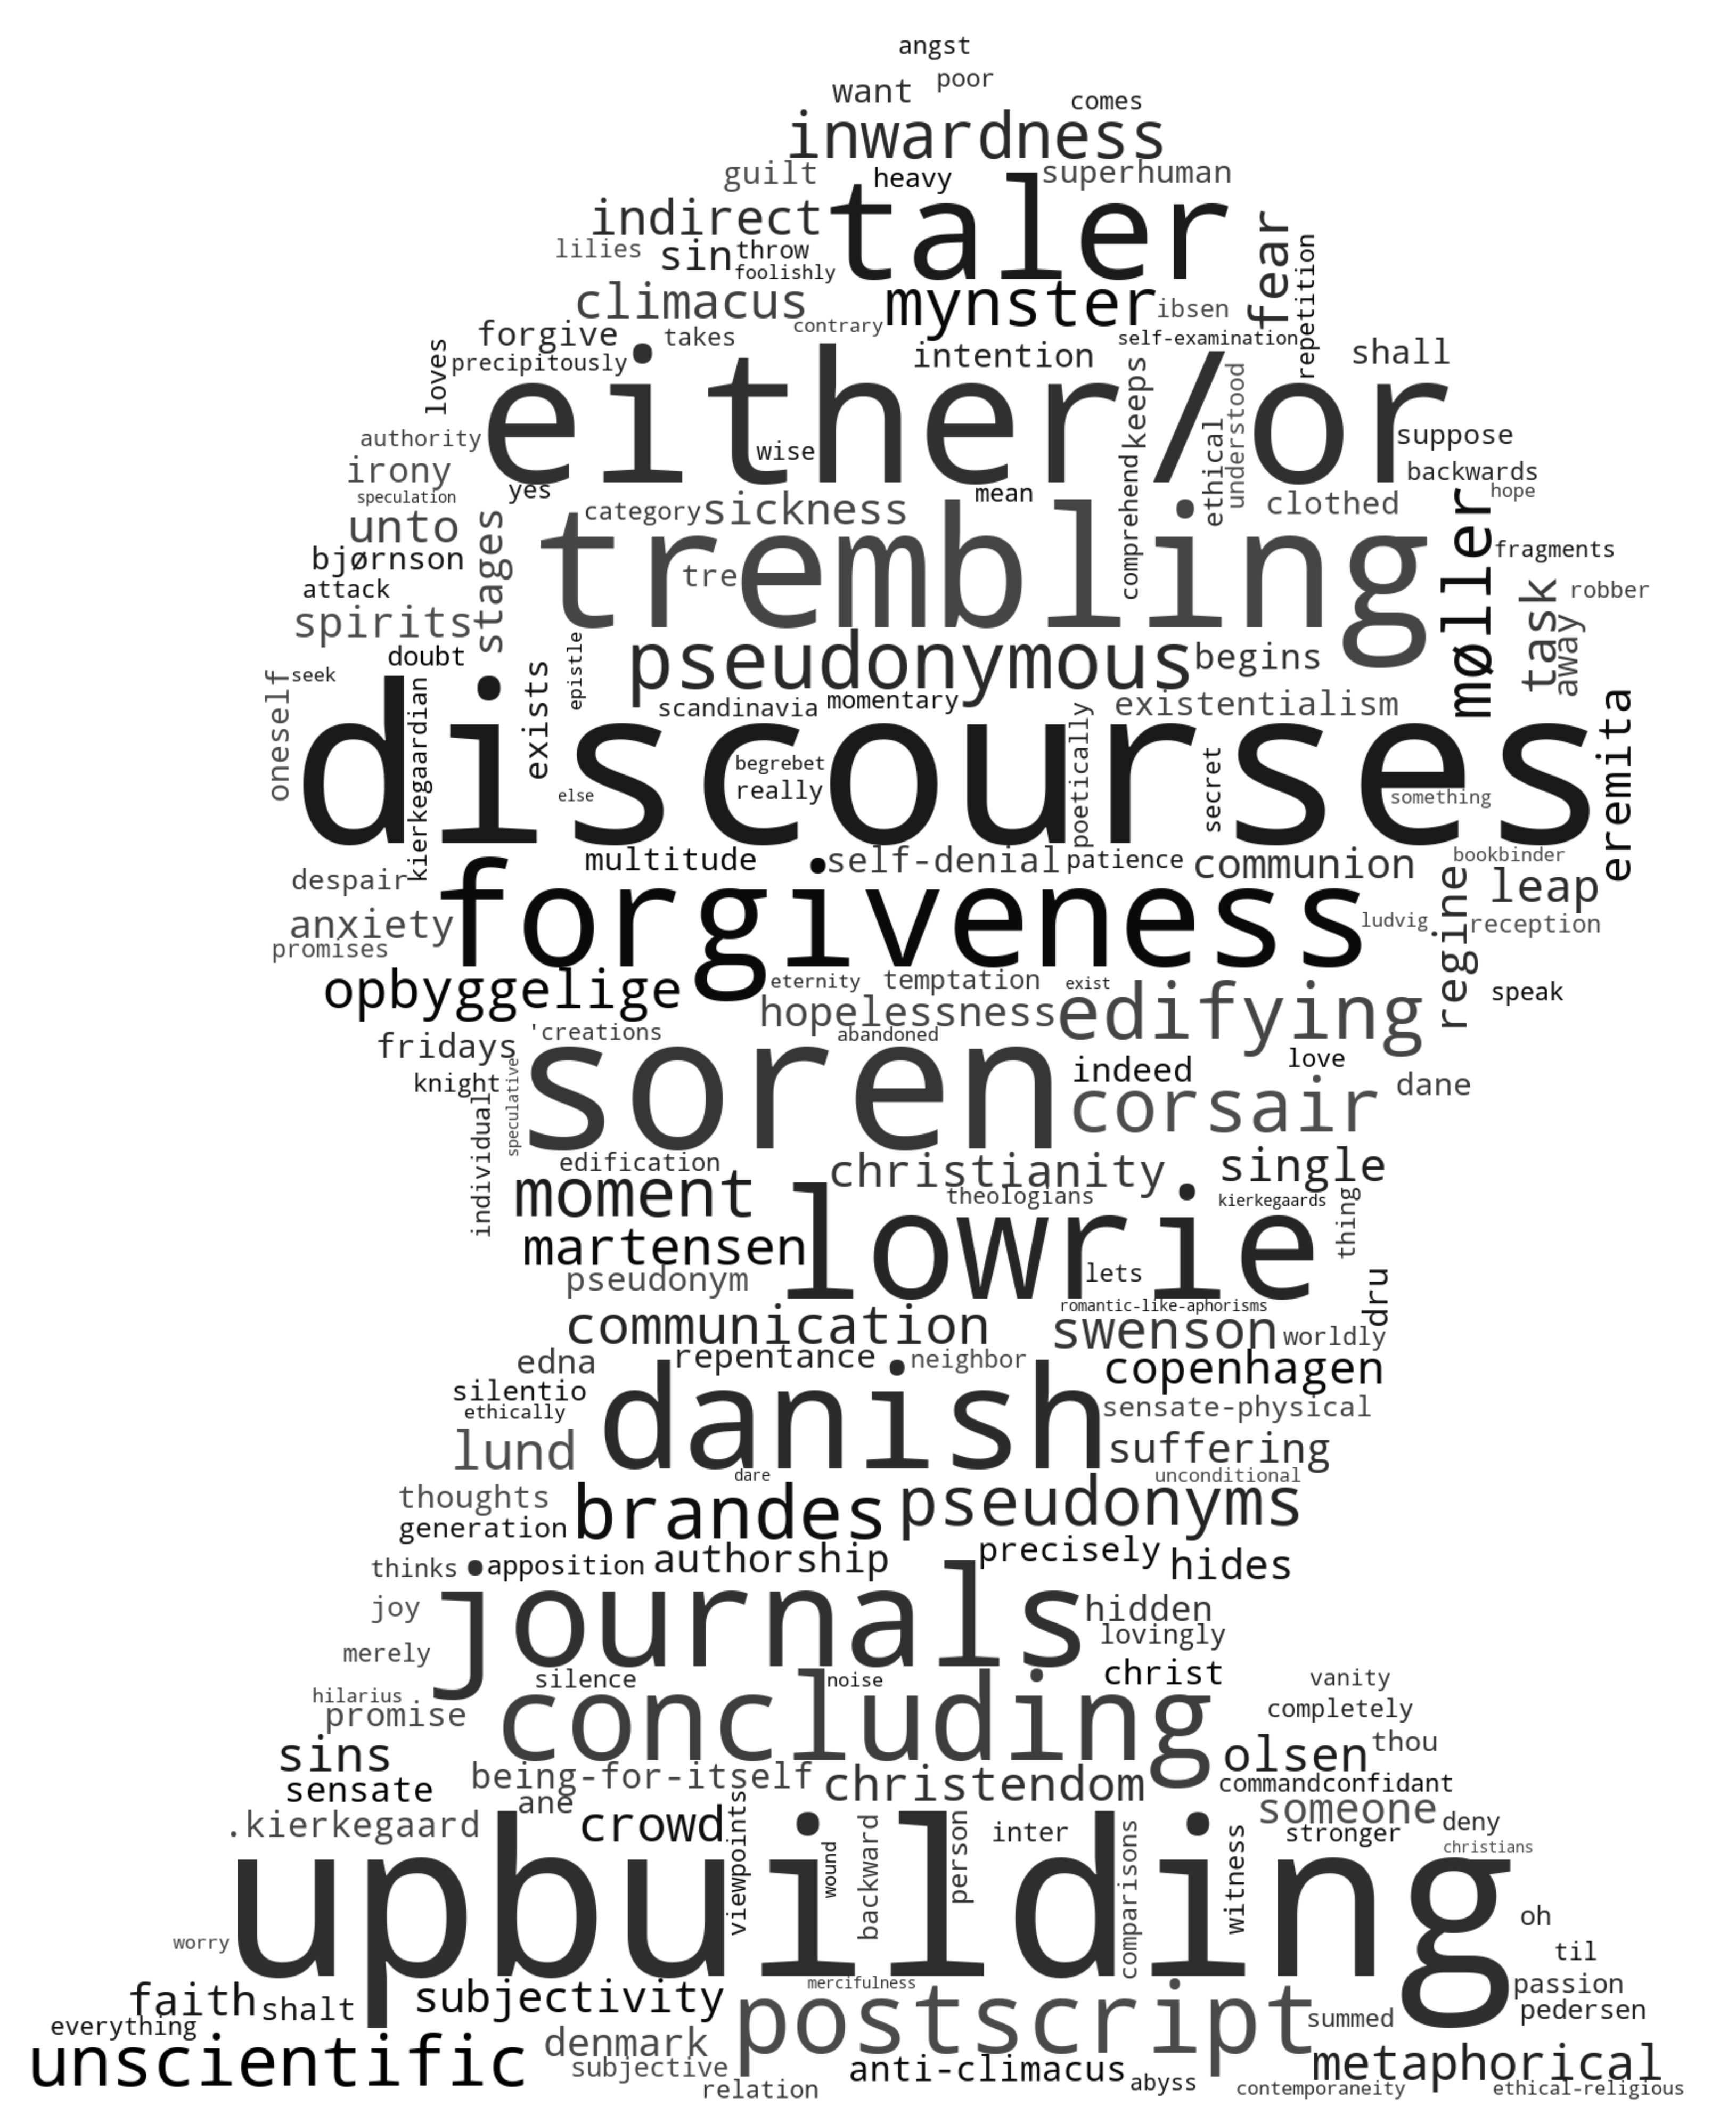 angst
want poor
comes
inwardness
guilt heavy superhuman
indirect taler
lilies sin throw fear
foolishly repetition
climacus mynster ibsen
forgive takes contrary self-examination
loves precipitously intention keeps shall
either/or understood
authority wise ethical suppose
irony comprehend backwards
speculation yes mean hope
unto stages category sickness clothed møller
bjørnson trembling fragments
attack tre task robber
spirits away
doubt epistle pseudonymous begins
oneself seek exists
kierkegaardian scandinavia momentary existentialism eremita
discourses
begrebet poetically secret
else really something
multitude self-denial patience communion bookbinder
despair regine leap
anxiety forgiveness ludvig reception
promises
opbyggelige eternity temptation exist speak
hopelessness edifying
fridays 'creations abandoned
knight speculative soren indeed love
individual corsair dane
edification christianity single
moment theologians kierkegaards
martensen lowrie thing
pseudonym lets dru
romantic-like-aphorisms
communication swenson worldly
edna repentance neighbor copenhagen
silentio danish
ethically sensate-physical
lund suffering
dare unconditional
thoughts brandes pseudonyms
generation
thinks apposition authorship precisely hides
joy journals hidden
merely lovingly
silence noise christ vanity
hilarius concluding completely
promise
sins olsen thou
sensate being-for-itself christendom command confidant
ane someone
.kierkegaard crowd viewpoints backward person inter comparisons witness stronger deny
wound christians
upbuilding
worry oh
til
mercifulness passion
faith shalt subjectivity postscript summed pedersen
everything
unscientific denmark metaphorical
subjective anti-climacus
relation abyss contemporaneity ethical-religious